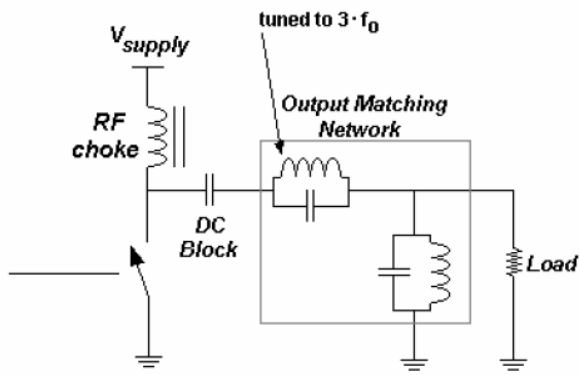 tuned to 3·f0
Vsupply
Output Matching
Network
RF
choke
DC
Block
Load